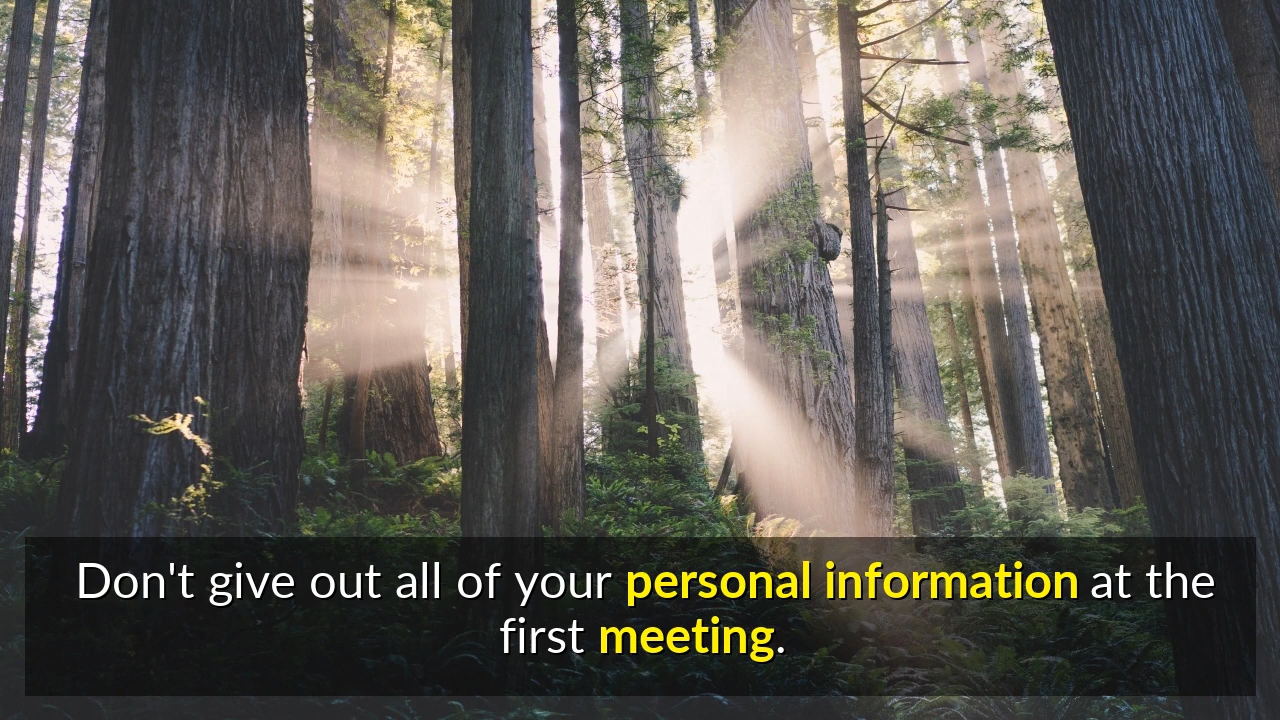 Don't give out all of your personal information at the
first meeting.